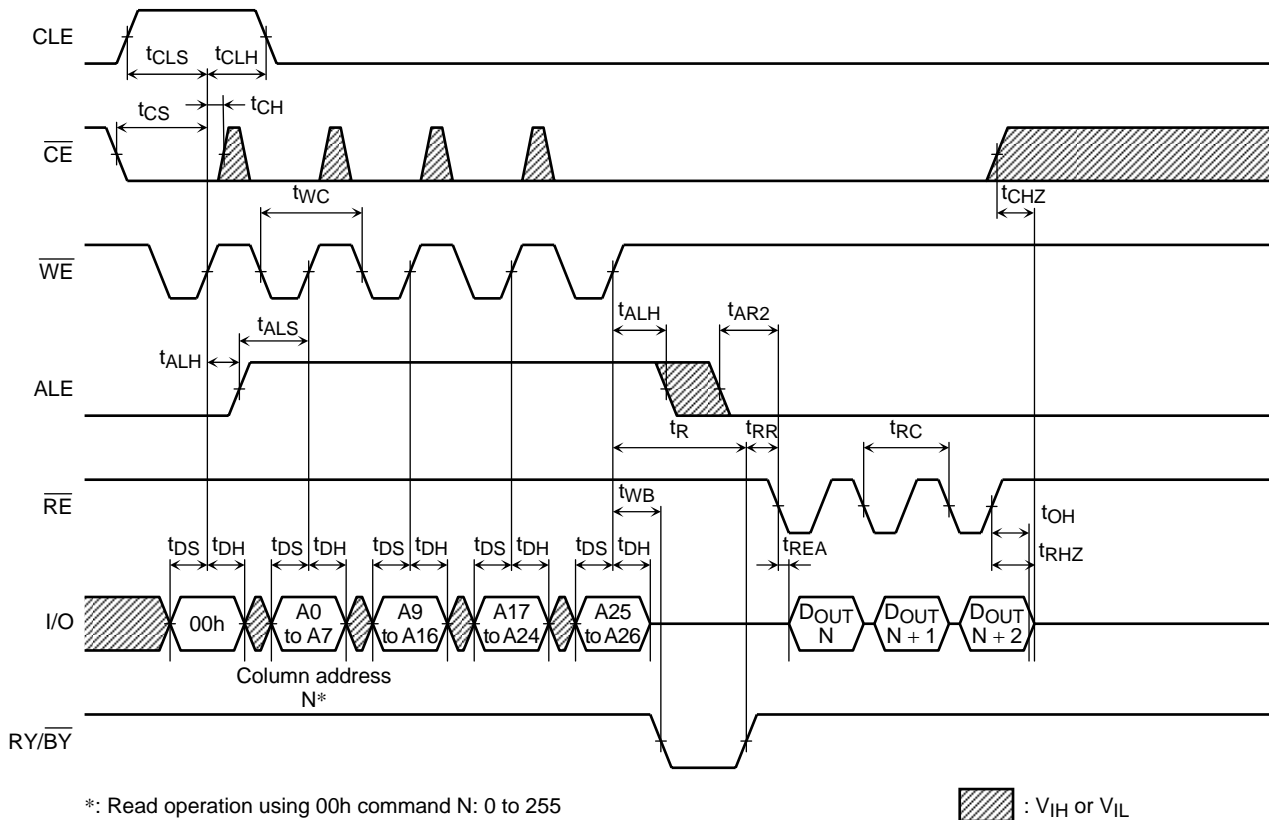 CLE
tCLS
tCLH
tCS
tCH
CE
tWC
tCHZ
WE
tALH
tAR2
tALS
tALH
ALE
tR
tRR
tRC
RE
tWB
tOH
tDS
tDH
tDS
tDH
tDS
tDH
tDS
tDH
tDS
tDH
tREA
tRHZ
I/O
00h
A0
to A7
A9
to A16
A17
to A24
A25
to A26
DOUT
N
DOUT
N + 1
DOUT
N + 2
Column address
N*
RY/BY
*: Read operation using 00h command N: 0 to 255
: VIH or VIL